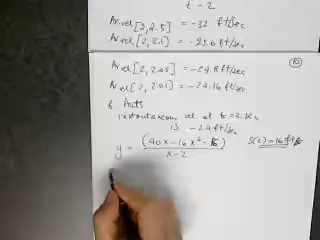 t - 2
Av.vel [2,2.5] = -32 ft/sec
Av.vel [2,2.1] = -25.6 ft/sec
Av.vel [2,2.05] = -24.8 ft/sec
Av.vel [2,2.01] = -24.16 ft/sec
instantaneous vel. at t=2 sec
is -24 ft/sec
y = (40x-16x²-16) / x-2 S(2)=16 ft